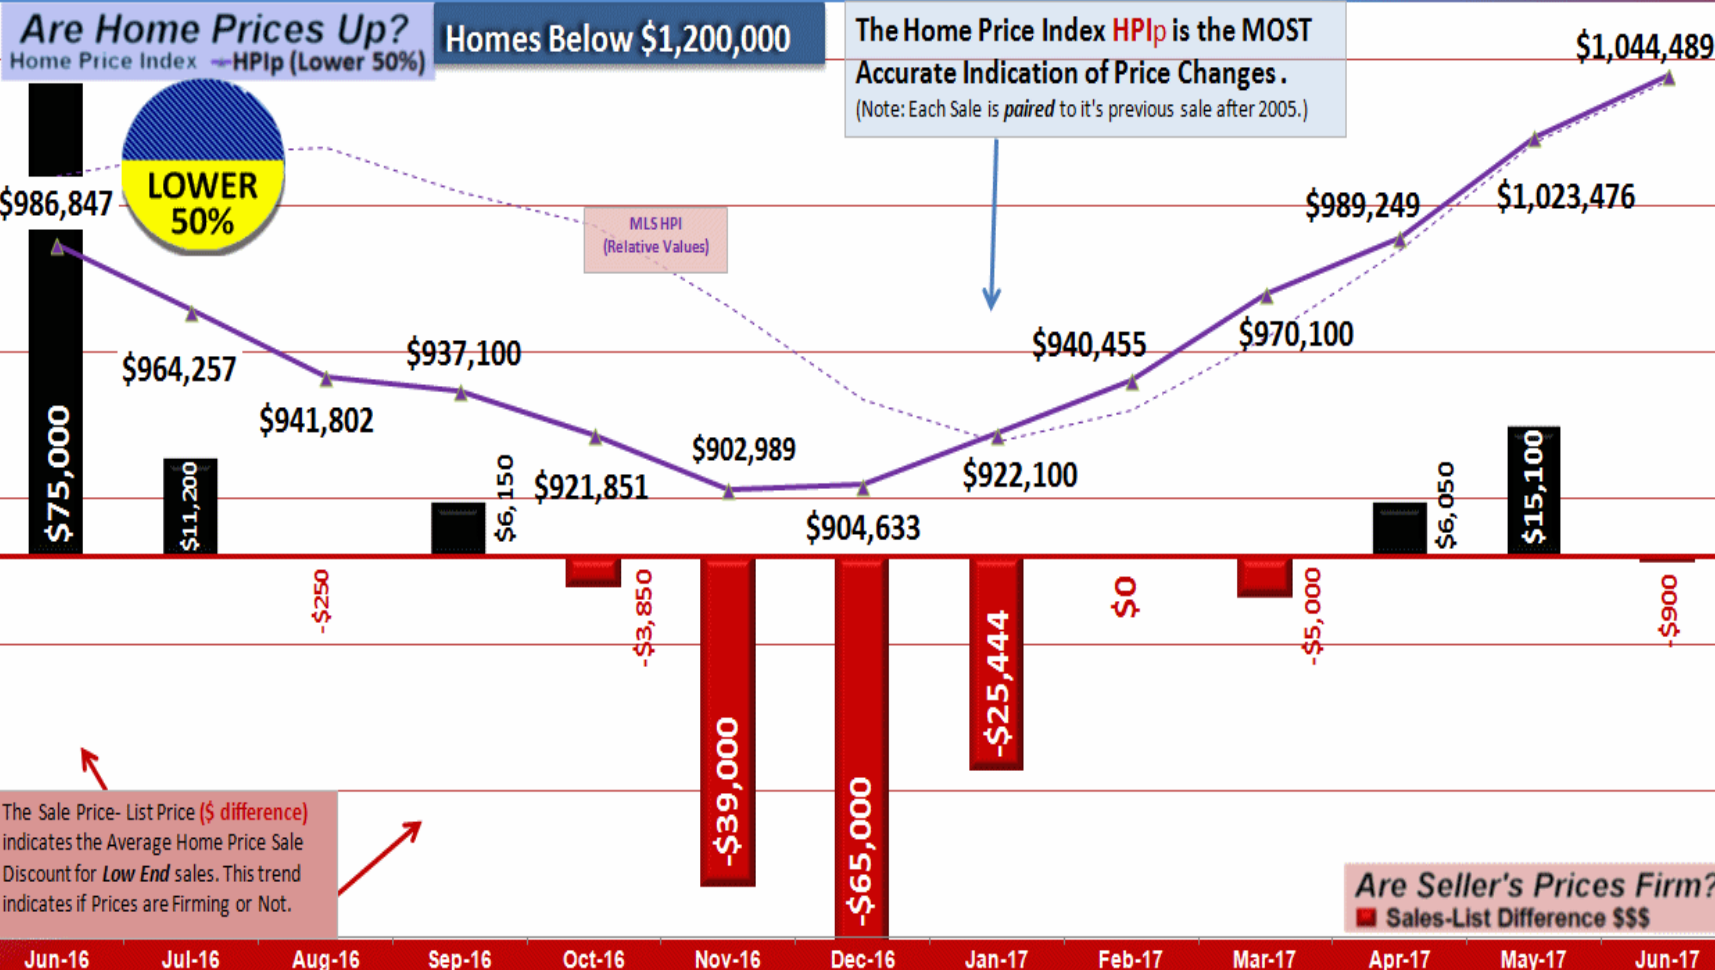 Are Home Prices Up?
Home Price Index HPIp (Lower 50%)
Homes Below $1,200,000
The Home Price Index HPIp is the MOST
Accurate Indication of Price Changes .
(Note: Each Sale is paired to it's previous sale after 2005.)
$1,044,489
LOWER
50%
$986,847
MLS HPI
(Relative Values)
$989,249
$1,023,476
$964,257
$937,100
$940,455
$970,100
$941,802
$902,989
$921,851
$922,100
$904,633
$75,000
$11,200
$6,150
$6,050
$15,100
-$250
-$3,850
-$39,000
-$65,000
-$25,444
$0
-$5,000
-$900
The Sale Price- List Price ($ difference)
indicates the Average Home Price Sale
Discount for Low End sales. This trend
indicates if Prices are Firming or Not.
Are Seller's Prices Firm?
Sales-List Difference $$$
Jun-16 Jul-16 Aug-16 Sep-16 Oct-16 Nov-16 Dec-16 Jan-17 Feb-17 Mar-17 Apr-17 May-17 Jun-17